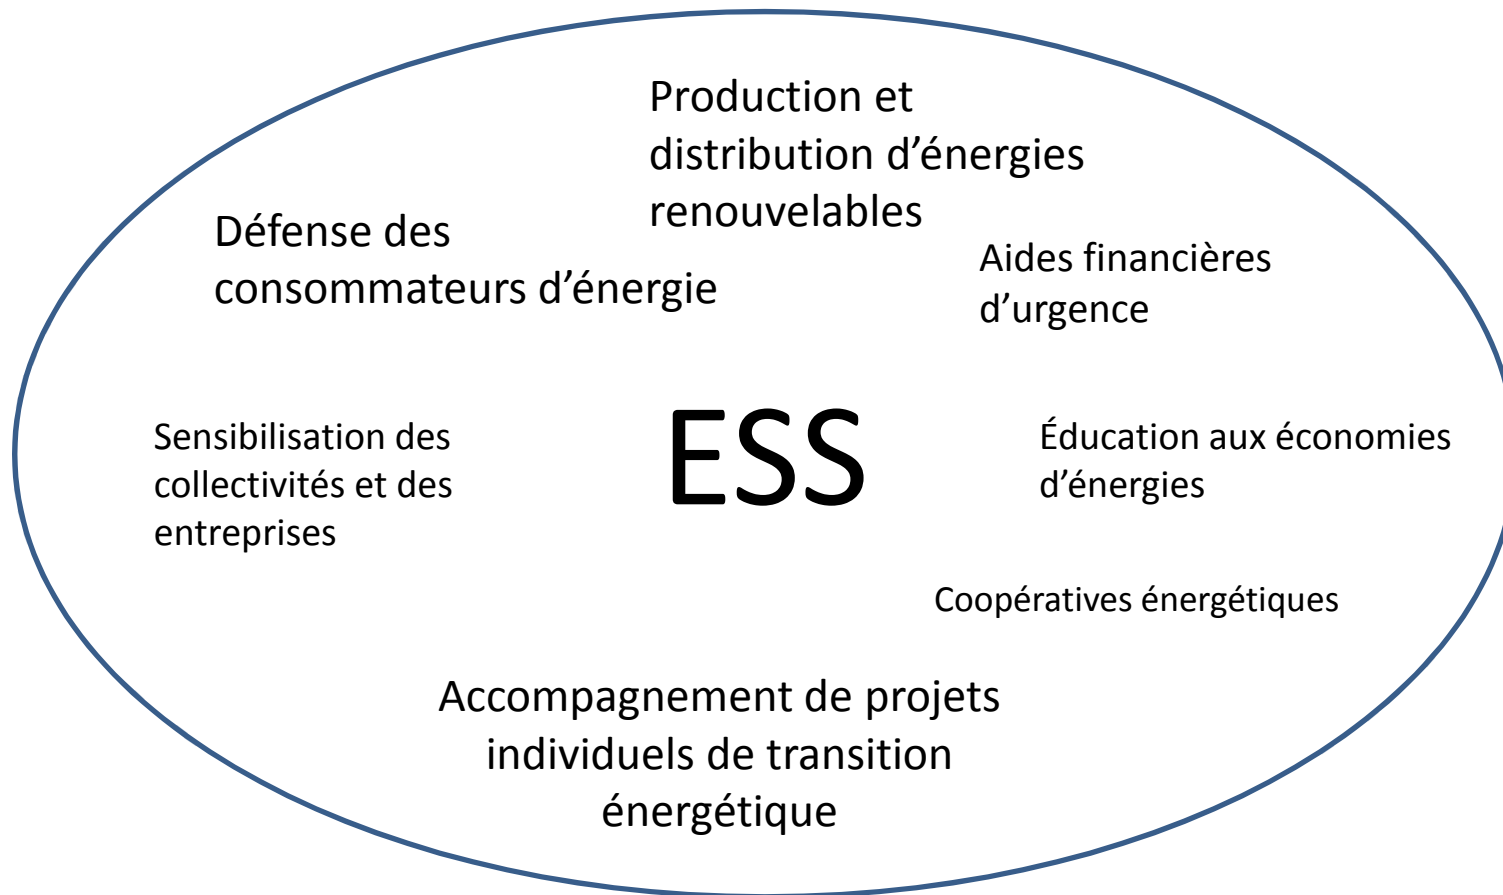 Production et
distribution d’énergies
renouvelables
Défense des
consommateurs d’énergie
Aides financières
d’urgence
Sensibilisation des
collectivités et des
entreprises
ESS
Éducation aux économies
d’énergies
Coopératives énergétiques
Accompagnement de projets
individuels de transition
énergétique